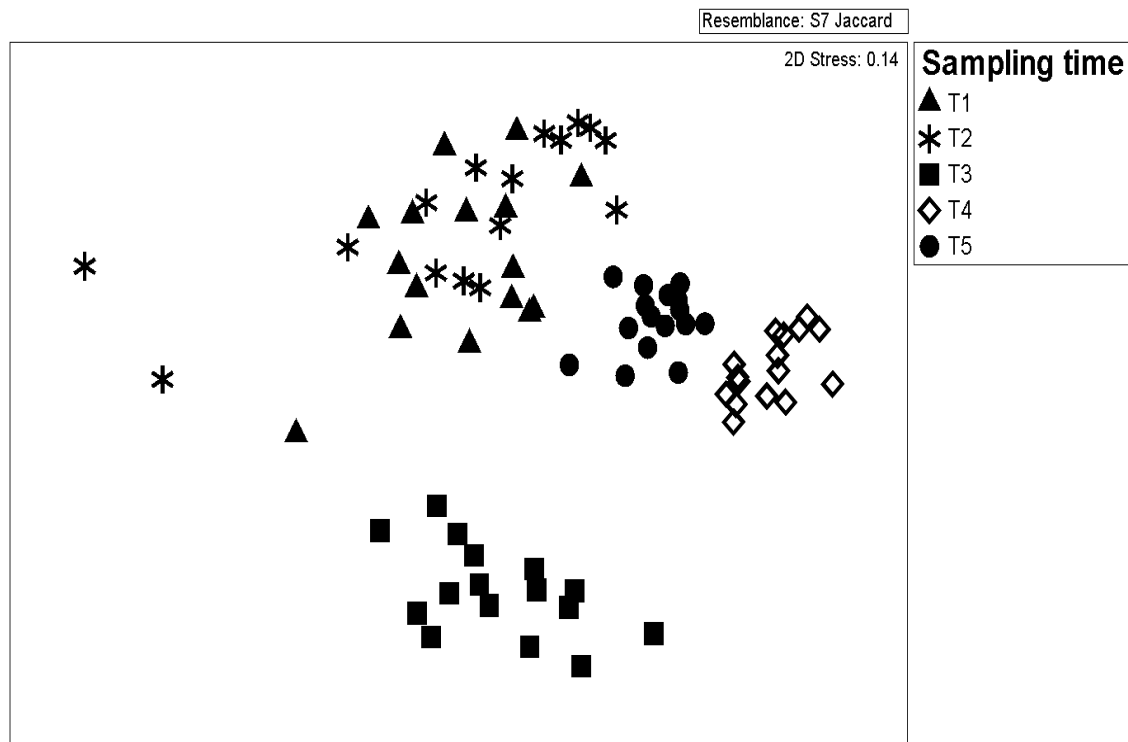 Resemblance: S7 Jaccard
2D Stress: 0.14
Sampling time
T1
T2
T3
T4
T5